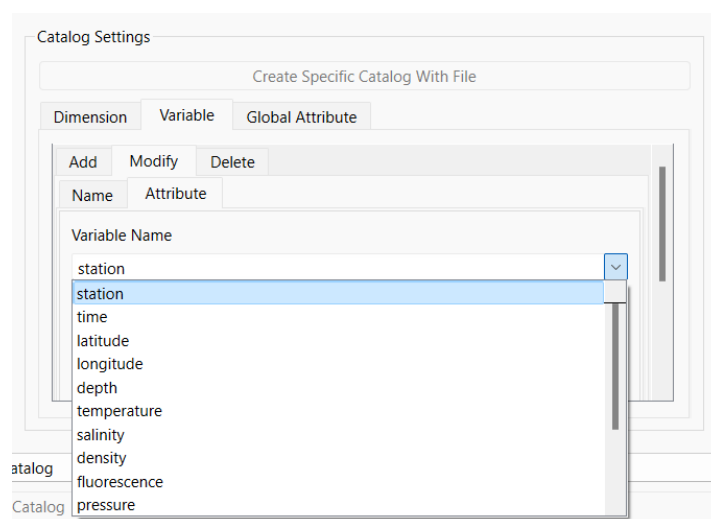 Catalog Settings
Create Specific Catalog With File
Dimension Variable Global Attribute
Add Modify Delete
Name Attribute
Variable Name
station
station
time
latitude
longitude
depth
temperature
salinity
density
atalog
fluorescence
Catalog pressure